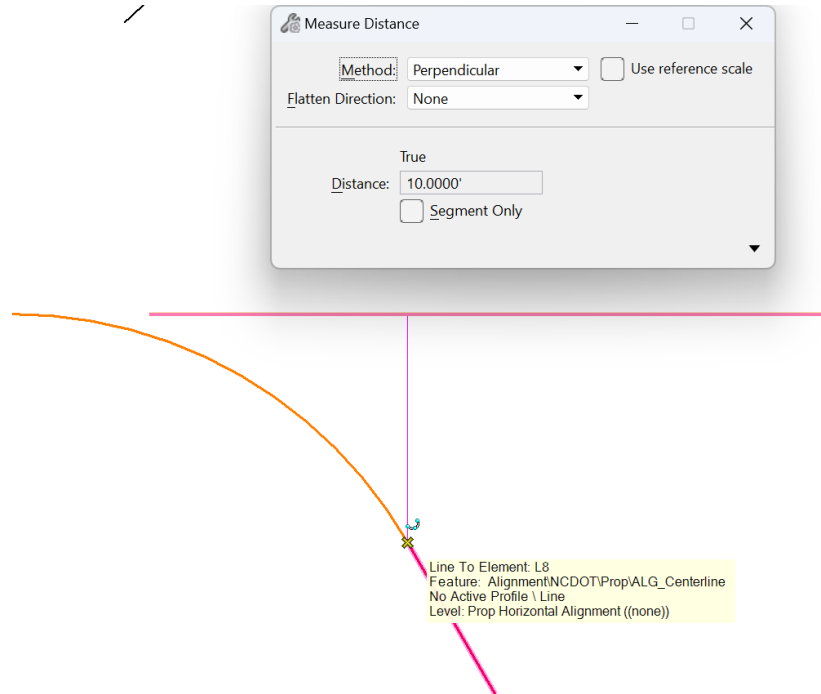 Measure Distance
Method: Perpendicular Use reference scale
Flatten Direction: None
True
Distance: 10.0000'
Segment Only
Line To Element: L8
Feature: Alignment\NCDOT\Prop\ALG_Centerline
No Active Profile \ Line
Level: Prop Horizontal Alignment ((none))